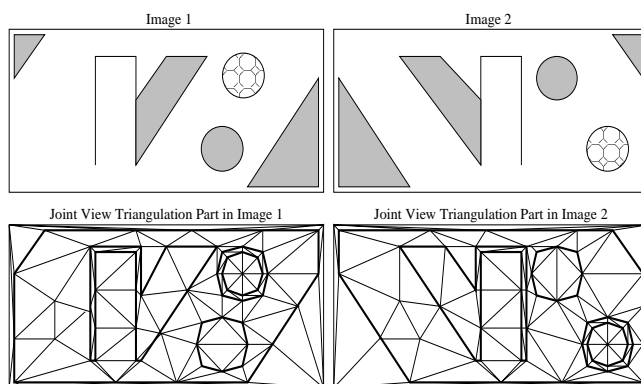 Image 1
Image 2
Joint View Triangulation Part in Image 1
Joint View Triangulation Part in Image 2